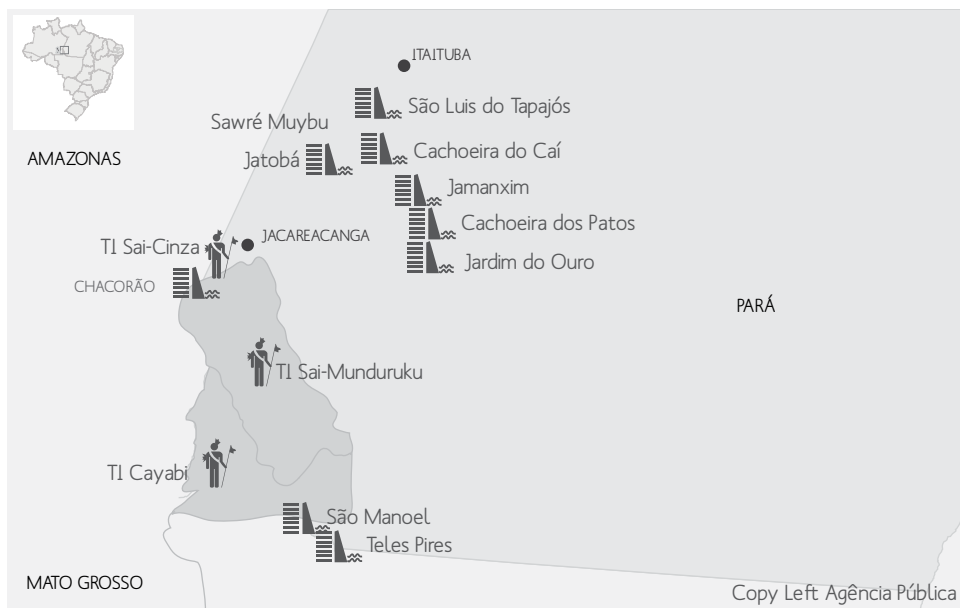 ITAITUBA
São Luis do Tapajós
Sawré Muybu
AMAZONAS
Jatobá
Cachoeira do Caí
Jamanxim
Cachoeira dos Patos
JACAREACANGA
TI Sai-Cinza
Jardim do Ouro
CHACORÃO
PARÁ
TI Sai-Munduruku
TI Cayabi
São Manoel
Teles Pires
MATO GROSSO
Copy Left Agência Pública